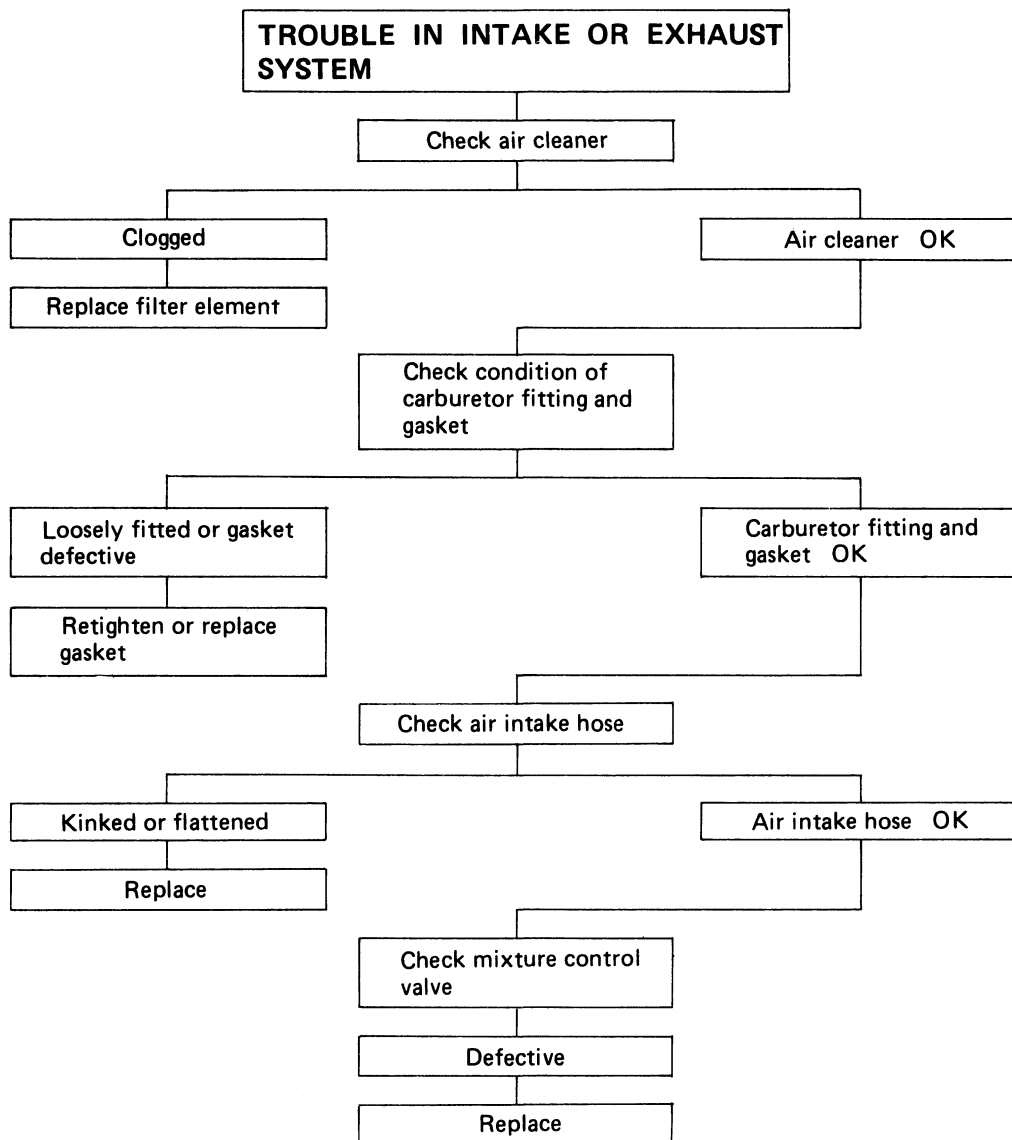 TROUBLE IN INTAKE OR EXHAUST
SYSTEM
Check air cleaner
Clogged
Air cleaner OK
Replace filter element
Check condition of
carburetor fitting and
gasket
Loosely fitted or gasket
defective
Carburetor fitting and
gasket OK
Retighten or replace
gasket
Check air intake hose
Kinked or flattened
Air intake hose OK
Replace
Check mixture control
valve
Defective
Replace